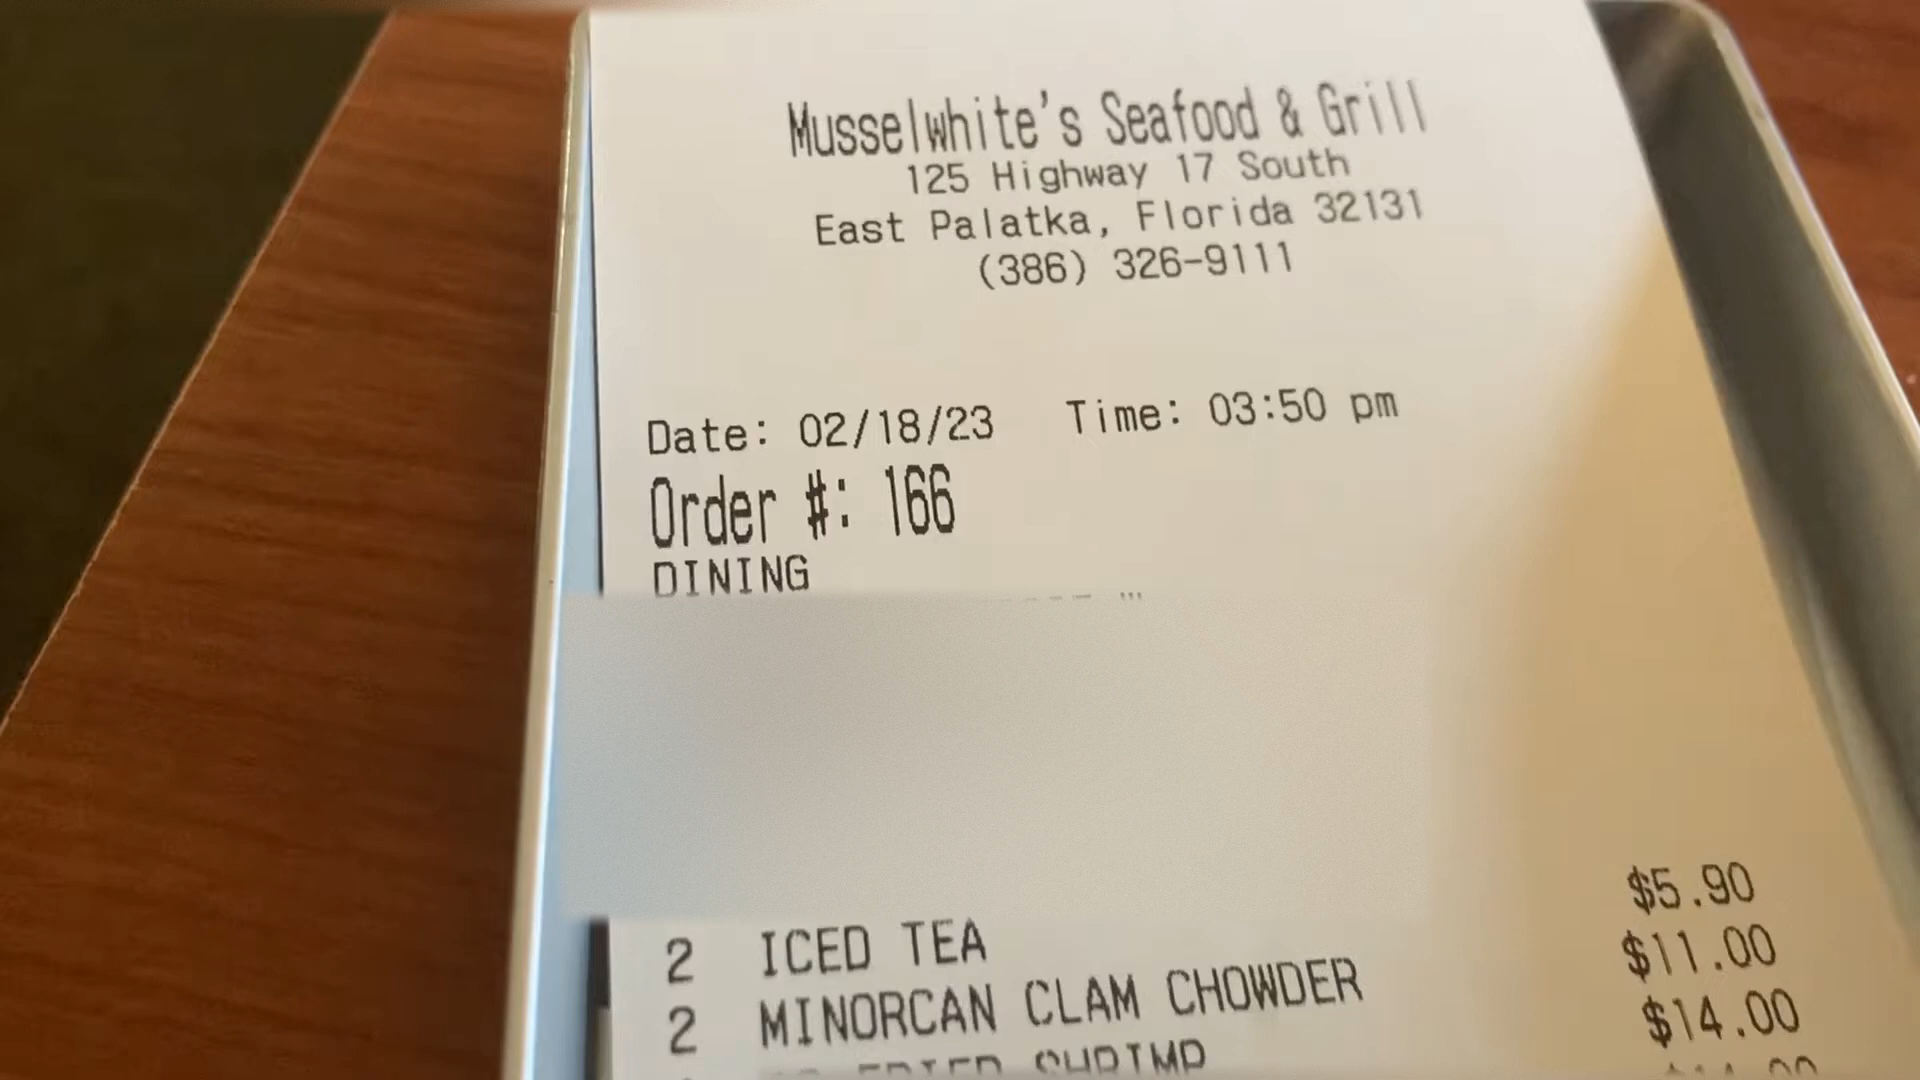 Musselwhite's Seafood & Grill
125 Highway 17 South
East Palatka, Florida 32131
(386) 326-9111
Date: 02/18/23 Time: 03:50 pm
Order #: 166
DINING
2 ICED TEA $5.90
2 MINORCAN CLAM CHOWDER $11.00
FRIED SHRIMP $14.00